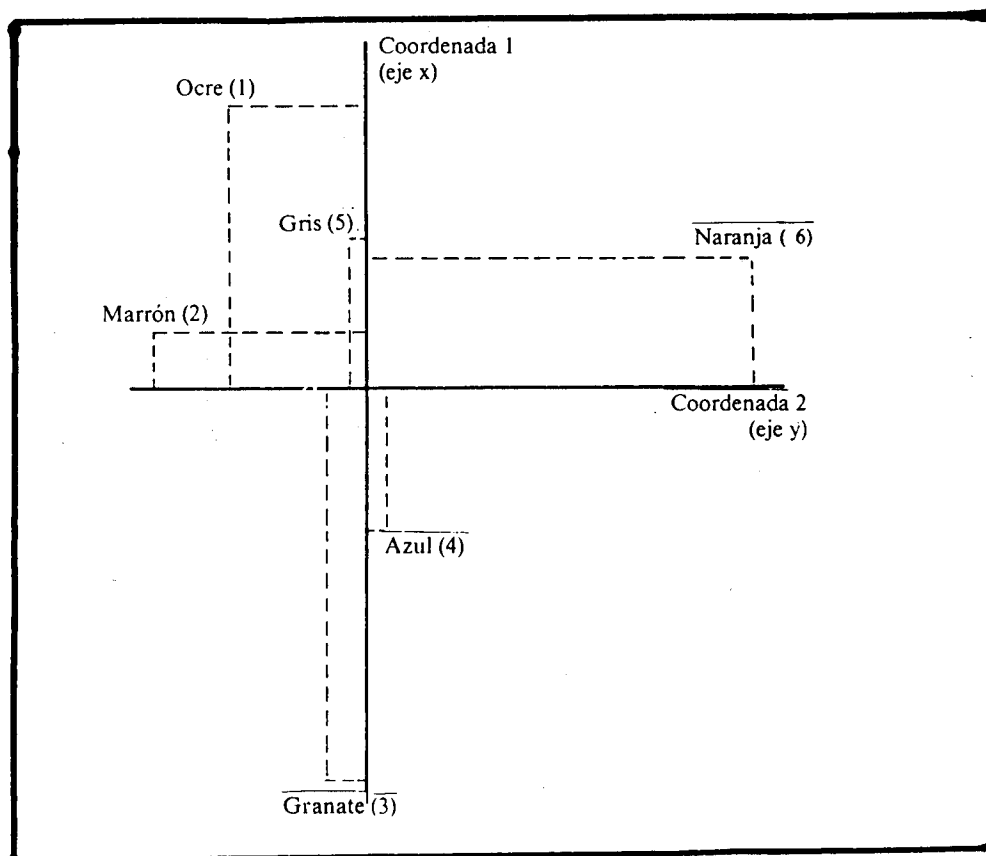 Coordenada 1
(eje x)
Ocre (1)
Gris (5)
Naranja ( 6)
Marrón (2)
Coordenada 2
(eje y)
Azul (4)
Granate (3)